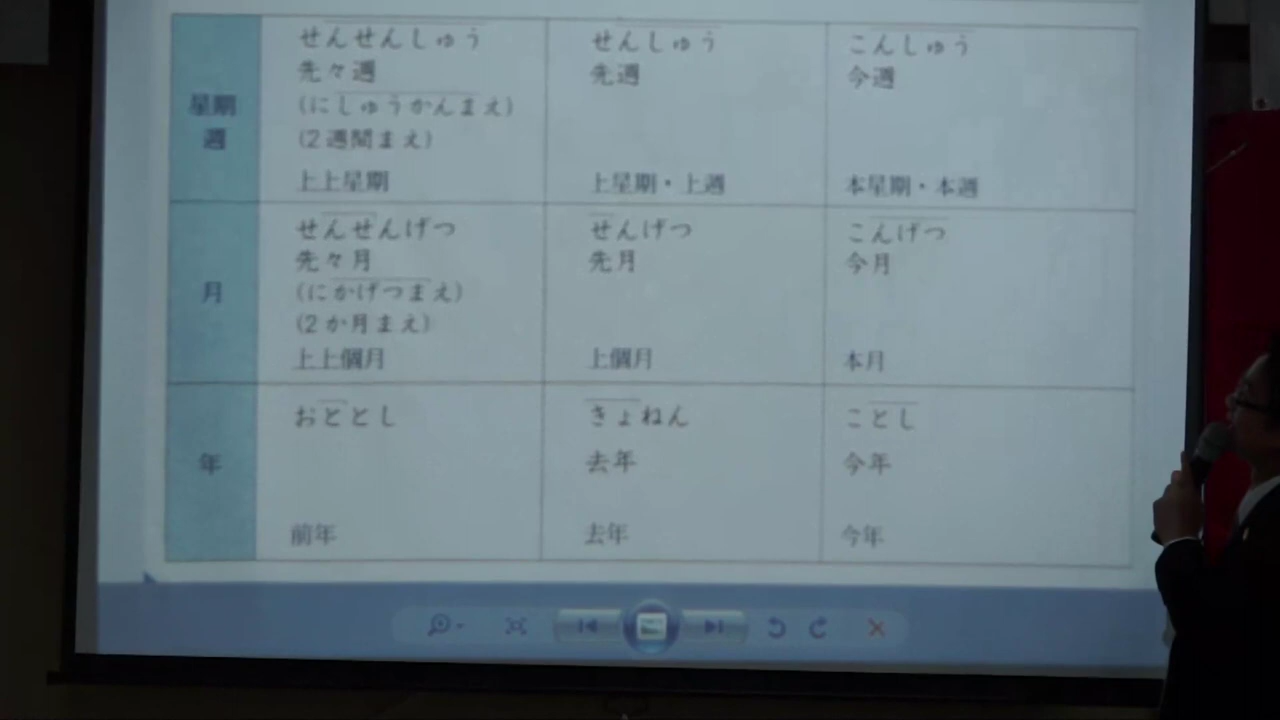 星期
週
せんせんしゅう
先々週
(にしゅうかんまえ)
(2週間まえ)
上上星期
せんしゅう
先週
上星期・上週
こんしゅう
今週
本星期・本週
月
せんせんげつ
先々月
(にかげつまえ)
(2か月まえ)
上上個月
せんげつ
先月
上個月
こんげつ
今月
本月
年
おととし
前年
きょねん
去年
去年
ことし
今年
今年